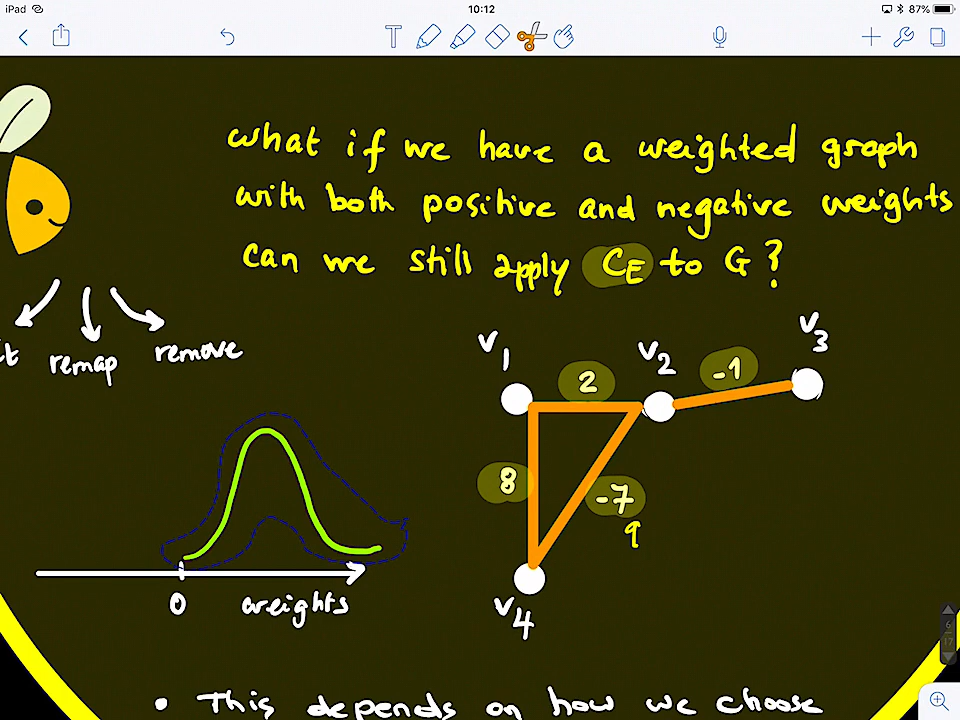 iPad 10:12 87%
what if we have a weighted graph
with both positive and negative weights
can we still apply CE to G?
remap remove
v1 v2 v3
2 -1
8 -7
9
v4
0 weights
• This depends on how we choose